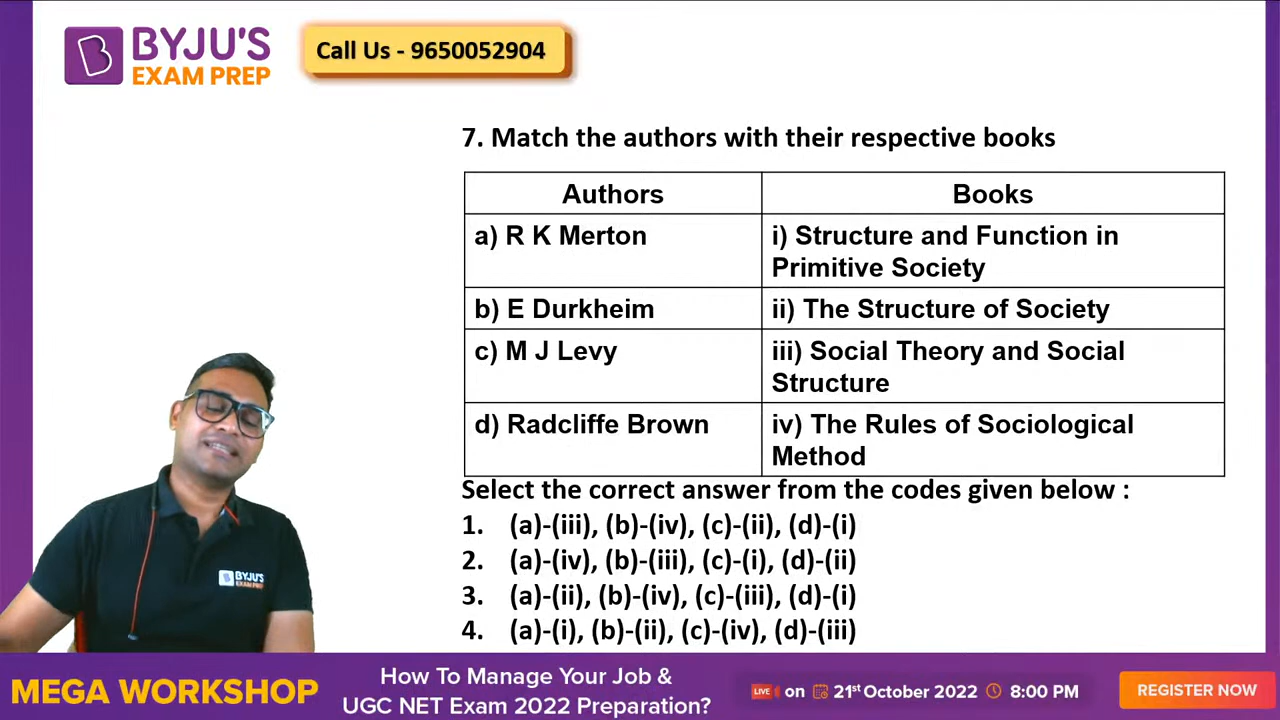 BYJU'S
EXAM PREP
Call Us - 9650052904
7. Match the authors with their respective books
Authors
Books
a) R K Merton
i) Structure and Function in
Primitive Society
b) E Durkheim
ii) The Structure of Society
c) M J Levy
iii) Social Theory and Social
Structure
d) Radcliffe Brown
iv) The Rules of Sociological
Method
Select the correct answer from the codes given below :
1. (a)-(iii), (b)-(iv), (c)-(ii), (d)-(i)
2. (a)-(iv), (b)-(iii), (c)-(i), (d)-(ii)
3. (a)-(ii), (b)-(iv), (c)-(iii), (d)-(i)
4. (a)-(i), (b)-(ii), (c)-(iv), (d)-(iii)
BYJU'S
EXAM PREP
MEGA WORKSHOP
How To Manage Your Job &
UGC NET Exam 2022 Preparation?
LIVE on 21st October 2022 8:00 PM
REGISTER NOW